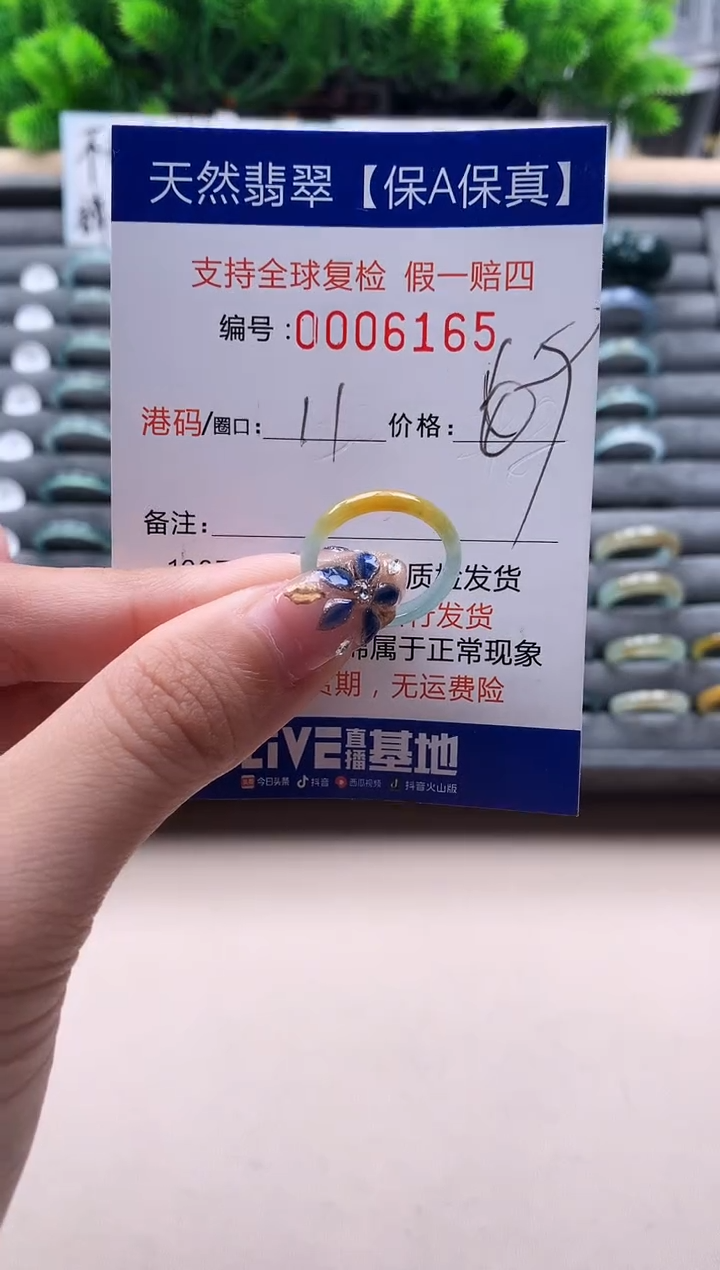 天然翡翠【保A保真】
支持全球复检 假一赔四
编号：0006165
港码/圈口：11 价格：
备注：
质检发货
行发货
属于正常现象
期，无运费险
LIVE直播基地
今日头条 抖音 西瓜视频 抖音火山版